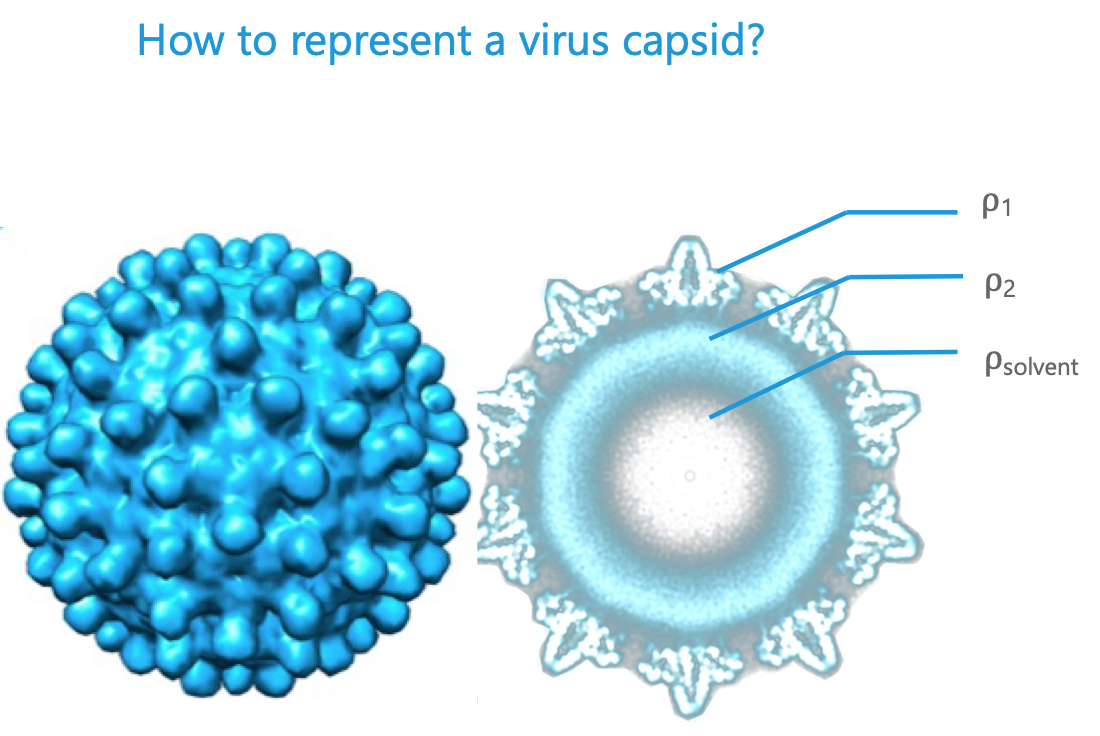 How to represent a virus capsid?
ρ1
ρ2
ρsolvent